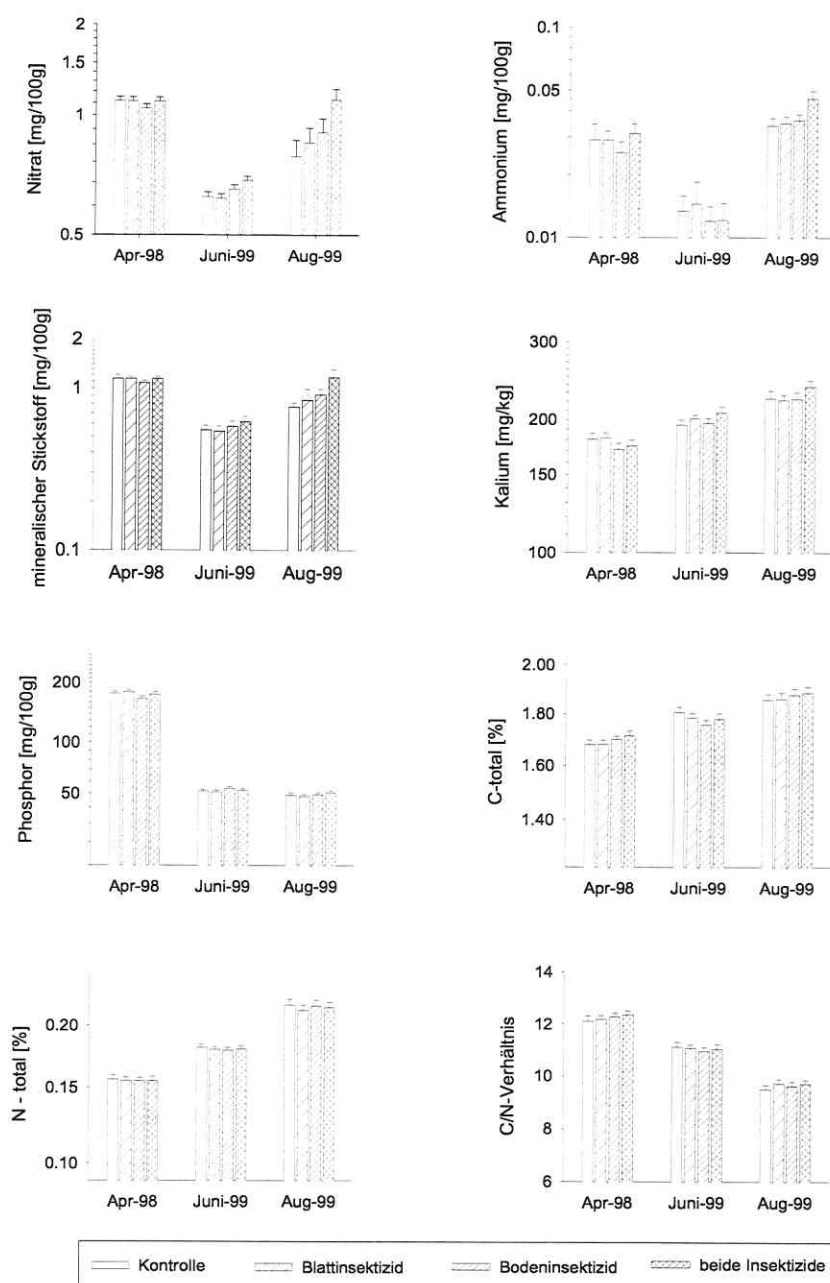 Nitrat [mg/100g]
2
1.5
1
0.5
Apr-98 Juni-99 Aug-99
Ammonium [mg/100g]
0.1
0.05
0.01
Apr-98 Juni-99 Aug-99
mineralischer Stickstoff [mg/100g]
2
1
0.1
Apr-98 Juni-99 Aug-99
Kalium [mg/kg]
300
200
150
100
Apr-98 Juni-99 Aug-99
Phosphor [mg/100g]
200
100
50
Apr-98 Juni-99 Aug-99
C-total [%]
2.00
1.80
1.60
1.40
Apr-98 Juni-99 Aug-99
N - total [%]
0.20
0.15
0.10
Apr-98 Juni-99 Aug-99
C/N-Verhältnis
14
12
10
8
6
Apr-98 Juni-99 Aug-99
Kontrolle Blattinsektizid Bodeninsektizid beide Insektizide